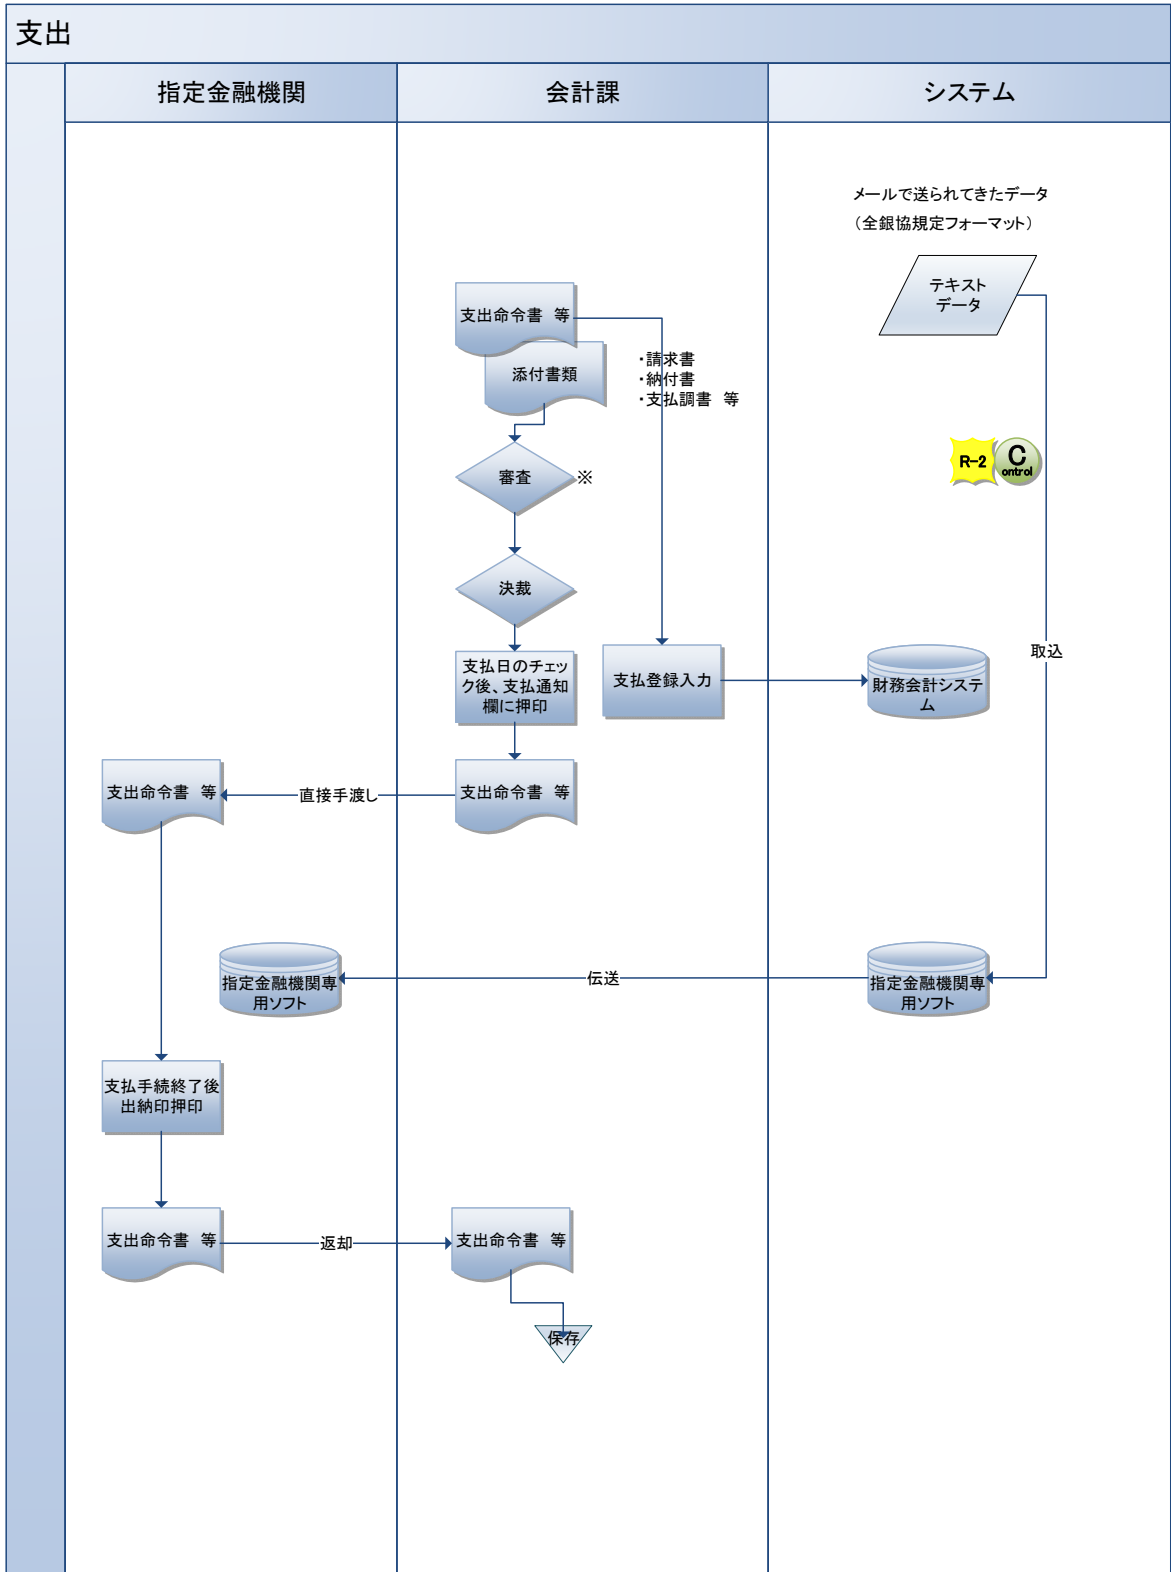 支出
指定金融機関
会計課
システム
メールで送られてきたデータ
（全銀協規定フォーマット）
テキスト
データ
支出命令書　等
添付書類
・請求書
・納付書
・支払調書　等
審査
※
R-2
C
ontrol
決裁
支払日のチェッ
ク後、支払通知
欄に押印
支払登録入力
財務会計システ
ム
取込
支出命令書　等
直接手渡し
支出命令書　等
指定金融機関専
用ソフト
伝送
指定金融機関専
用ソフト
支払手続終了後
出納印押印
支出命令書　等
返却
支出命令書　等
保存